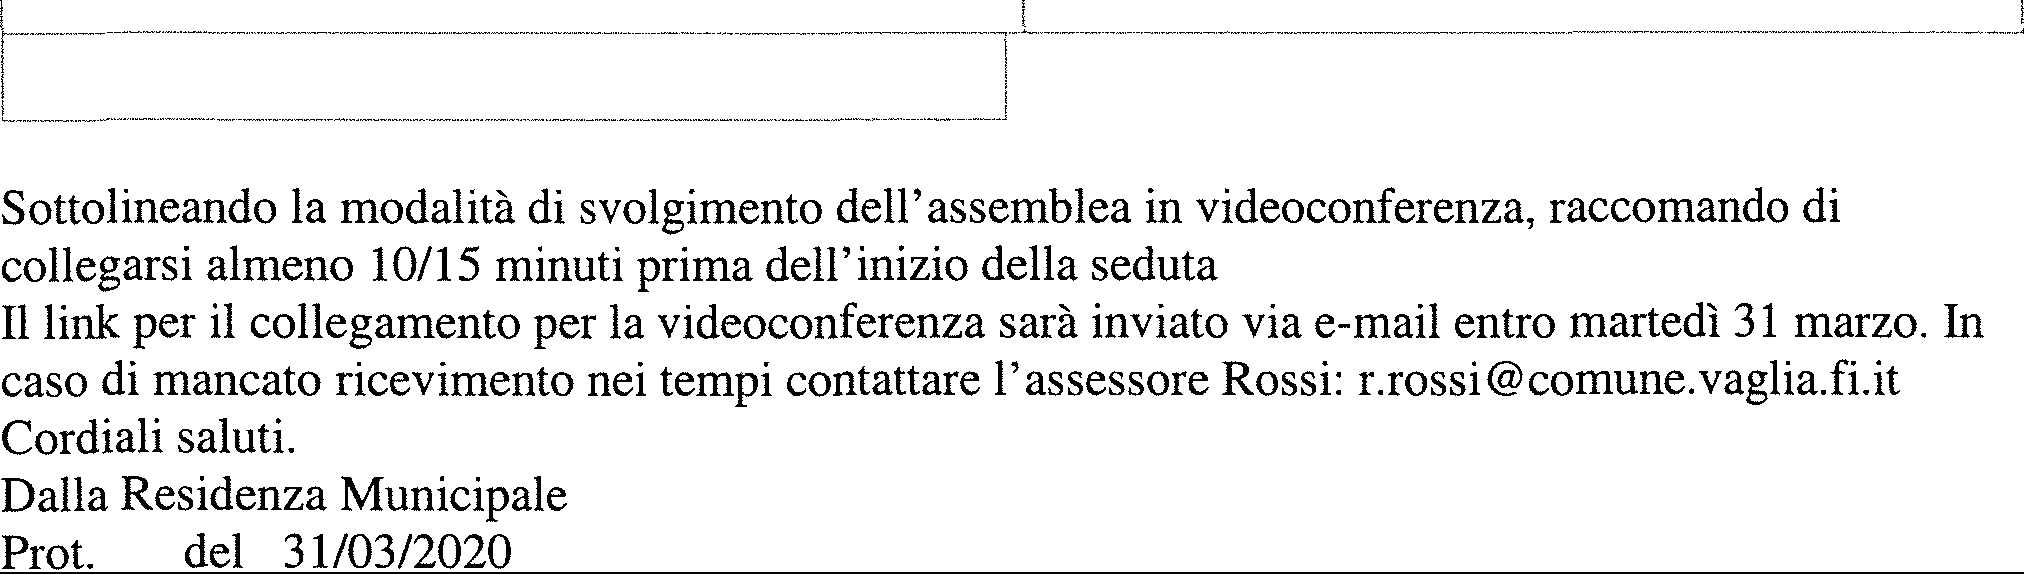 Sottolineando la modalità di svolgimento dell'assemblea in videoconferenza, raccomando di
collegarsi almeno 10/15 minuti prima dell'inizio della seduta
Il link per il collegamento per la videoconferenza sarà inviato via e-mail entro martedì 31 marzo. In
caso di mancato ricevimento nei tempi contattare l'assessore Rossi: r.rossi@comune.vaglia.fi.it
Cordiali saluti.
Dalla Residenza Municipale
Prot. del 31/03/2020